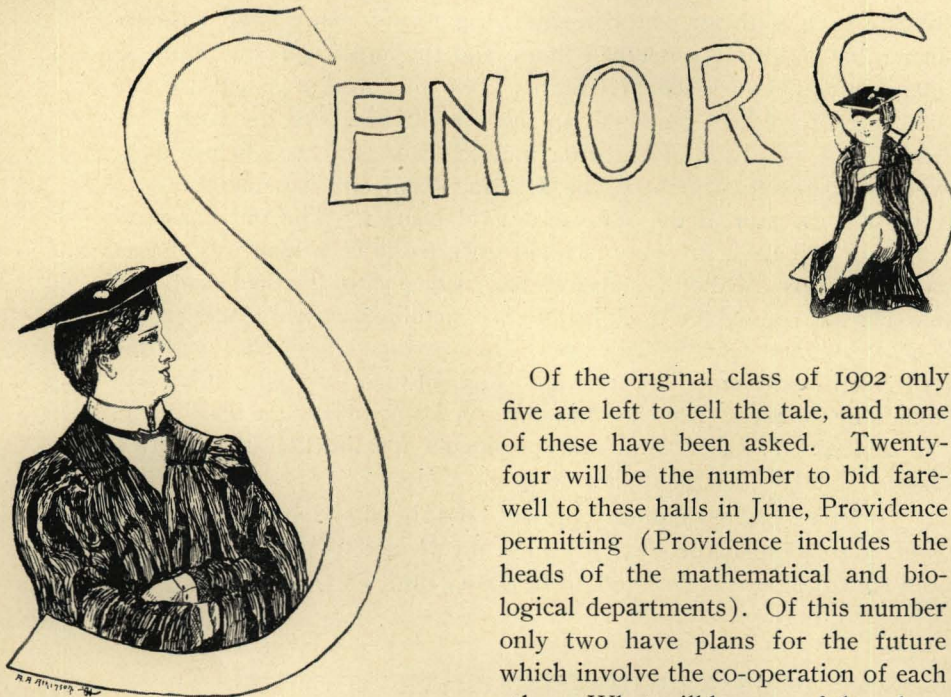 SENIORS
Of the original class of 1902 only
five are left to tell the tale, and none
of these have been asked. Twenty-
four will be the number to bid fare-
well to these halls in June, Providence
permitting (Providence includes the
heads of the mathematical and bio-
logical departments). Of this number
only two have plans for the future
which involve the co-operation of each